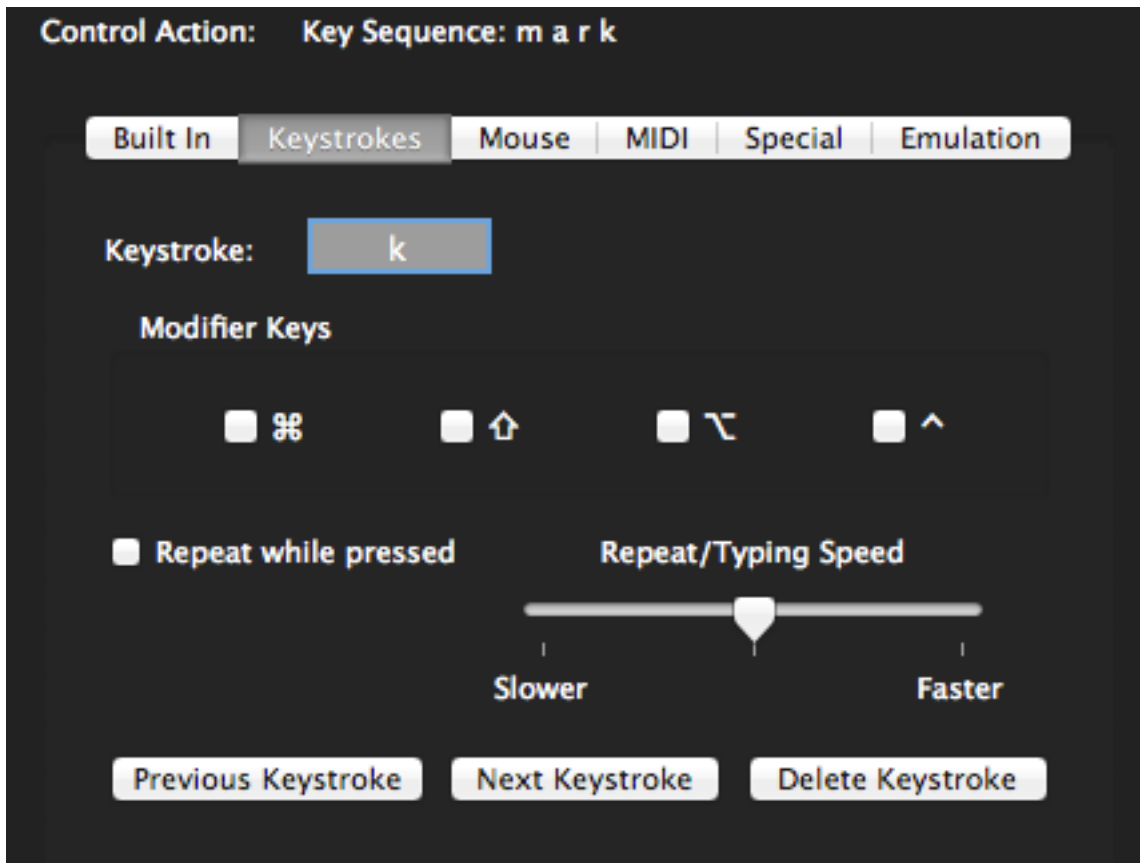 Control Action: Key Sequence: m a r k
Built In Keystrokes Mouse MIDI Special Emulation
Keystroke: k
Modifier Keys
⌘ ⇧ ⌥ ^
Repeat while pressed Repeat/Typing Speed
Slower Faster
Previous Keystroke Next Keystroke Delete Keystroke